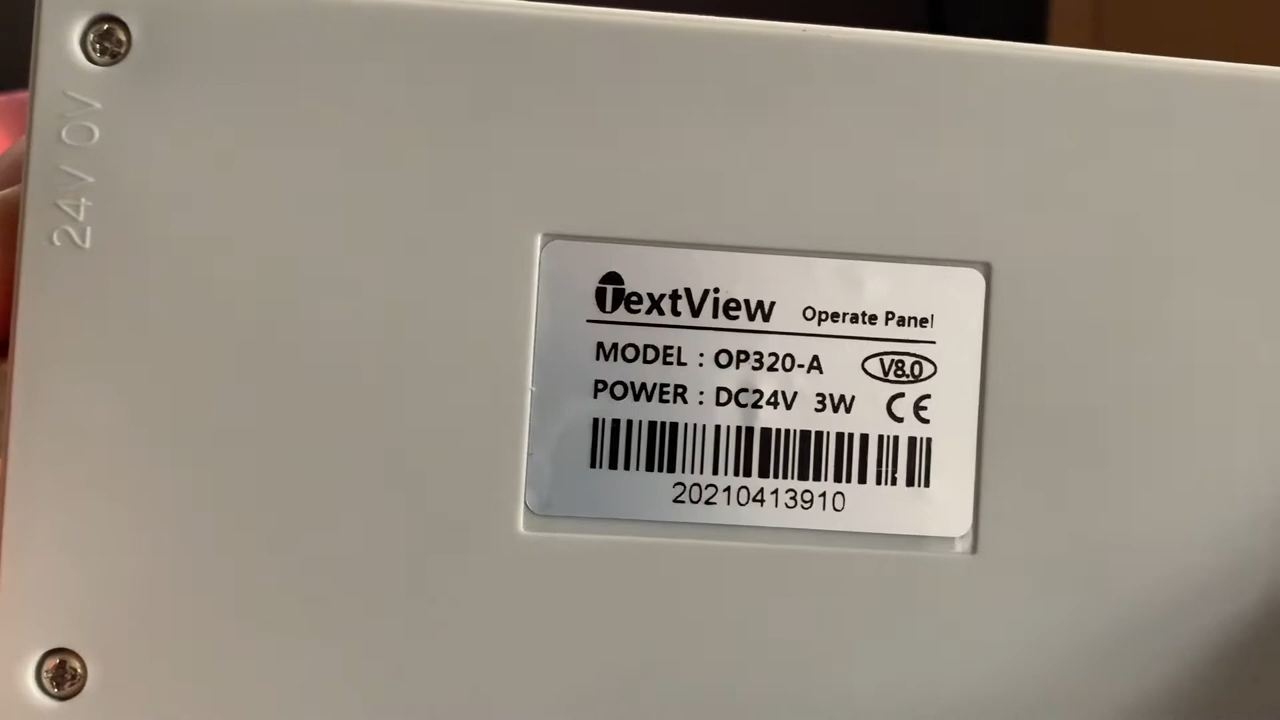 24V 0V
TextView Operate Panel
MODEL : OP320-A V8.0
POWER : DC24V 3W CE
20210413910